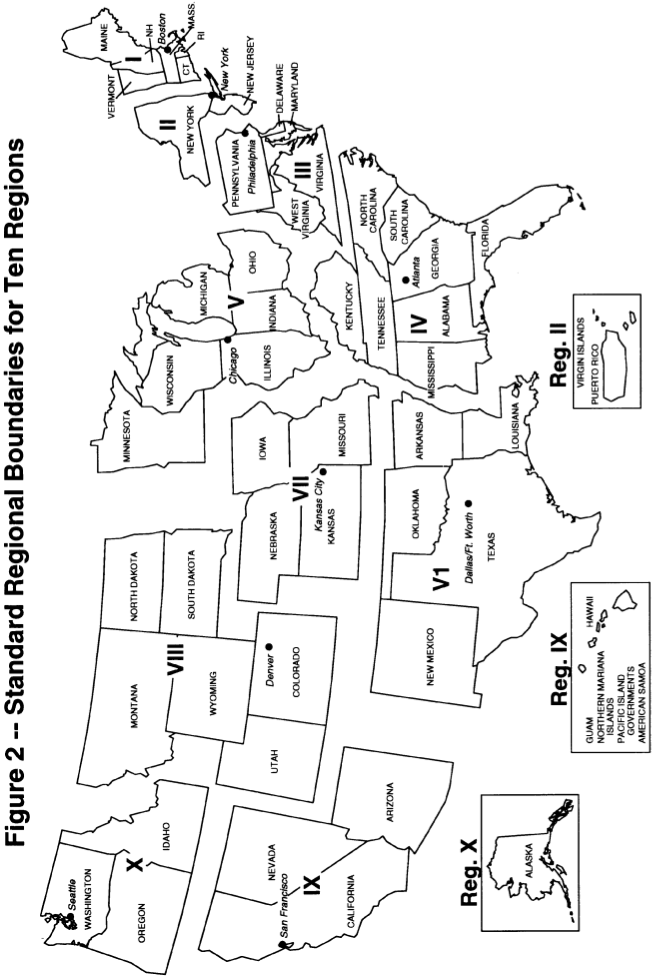 Figure 2 -- Standard Regional Boundaries for Ten Regions
X
Seattle
WASHINGTON
OREGON
IDAHO
IX
San Francisco
NEVADA
CALIFORNIA
ARIZONA
VIII
MONTANA
NORTH DAKOTA
SOUTH DAKOTA
WYOMING
UTAH
Denver
COLORADO
VII
NEBRASKA
IOWA
Kansas City
KANSAS
MISSOURI
V1
NEW MEXICO
OKLAHOMA
ARKANSAS
Dallas/Ft. Worth
TEXAS
LOUISIANA
V
MINNESOTA
WISCONSIN
MICHIGAN
Chicago
ILLINOIS
INDIANA
OHIO
IV
KENTUCKY
TENNESSEE
NORTH
CAROLINA
SOUTH
CAROLINA
Atlanta
GEORGIA
ALABAMA
MISSISSIPPI
FLORIDA
III
PENNSYLVANIA
Philadelphia
WEST
VIRGINIA
VIRGINIA
DELAWARE
MARYLAND
II
NEW YORK
New York
NEW JERSEY
I
MAINE
VERMONT
NH
Boston
MASS.
RI
CT
Reg. X
ALASKA
Reg. IX
GUAM
NORTHERN MARIANA
ISLANDS
PACIFIC ISLAND
GOVERNMENTS
AMERICAN SAMOA
HAWAII
Reg. II
VIRGIN ISLANDS
PUERTO RICO